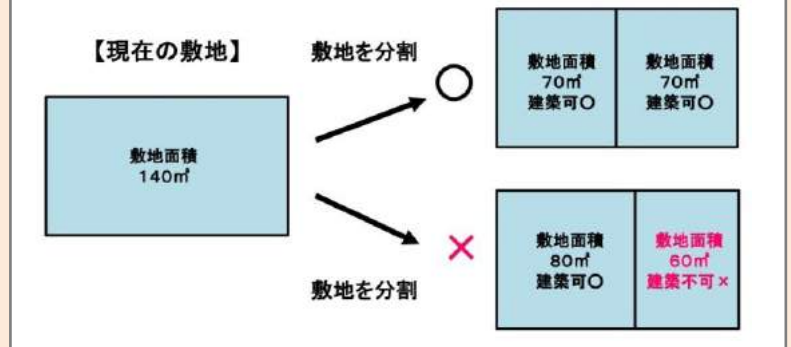 【現在の敷地】
敷地面積
140㎡
敷地を分割
○
敷地面積
70㎡
建築可○
敷地面積
70㎡
建築可○
敷地を分割
×
敷地面積
80㎡
建築可○
敷地面積
60㎡
建築不可×